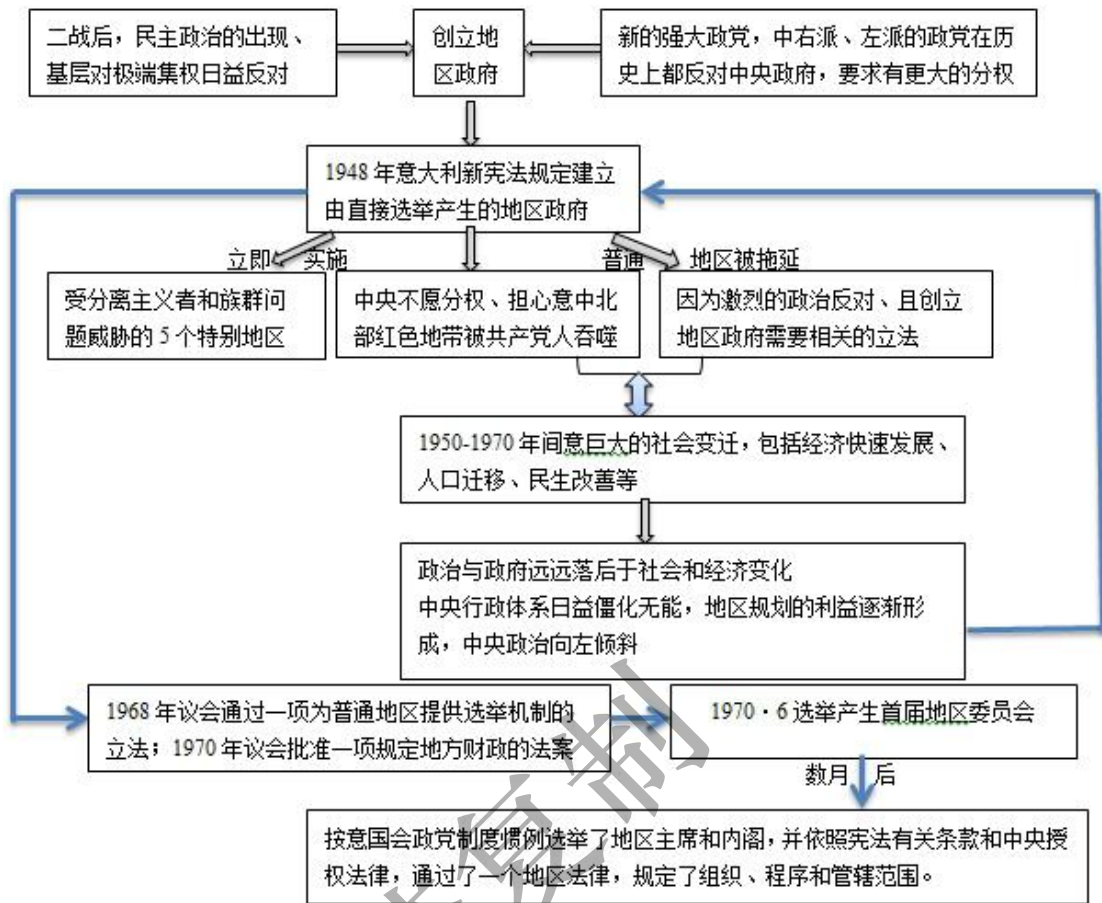 二战后，民主政治的出现、
基层对极端集权日益反对
创立地
区政府
新的强大政党，中右派、左派的政党在历
史上都反对中央政府，要求有更大的分权
1948 年意大利新宪法规定建立
由直接选举产生的地区政府
立即 实施
普通 地区被拖延
受分离主义者和族群问
题威胁的 5 个特别地区
中央不愿分权、担心意中北
部红色地带被共产党人吞噬
因为激烈的政治反对、且创立
地区政府需要相关的立法
1950-1970 年间意巨大的社会变迁，包括经济快速发展、
人口迁移、民生改善等
政治与政府远远落后于社会和经济变化
中央行政体系日益僵化无能，地区规划的利益逐渐形
成，中央政治向左倾斜
1968 年议会通过一项为普通地区提供选举机制的
立法；1970 年议会批准一项规定地方财政的法案
1970·6 选举产生首届地区委员会
数月 后
按意国会政党制度惯例选举了地区主席和内阁，并依照宪法有关条款和中央授
权法律，通过了一个地区法律，规定了组织、程序和管辖范围。
复制